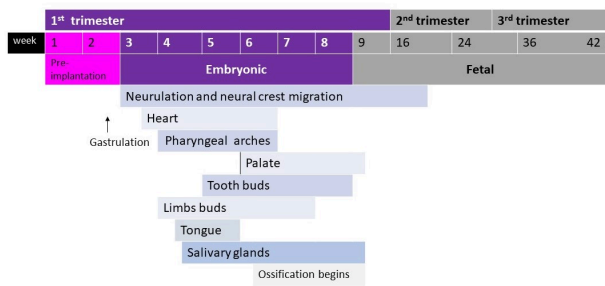 1st trimester 2nd trimester 3rd trimester
week 1 2 3 4 5 6 7 8 9 16 24 36 42
Pre-
implantation Embryonic Fetal
Neurulation and neural crest migration
Heart
Gastrulation Pharyngeal arches
Palate
Tooth buds
Limbs buds
Tongue
Salivary glands
Ossification begins